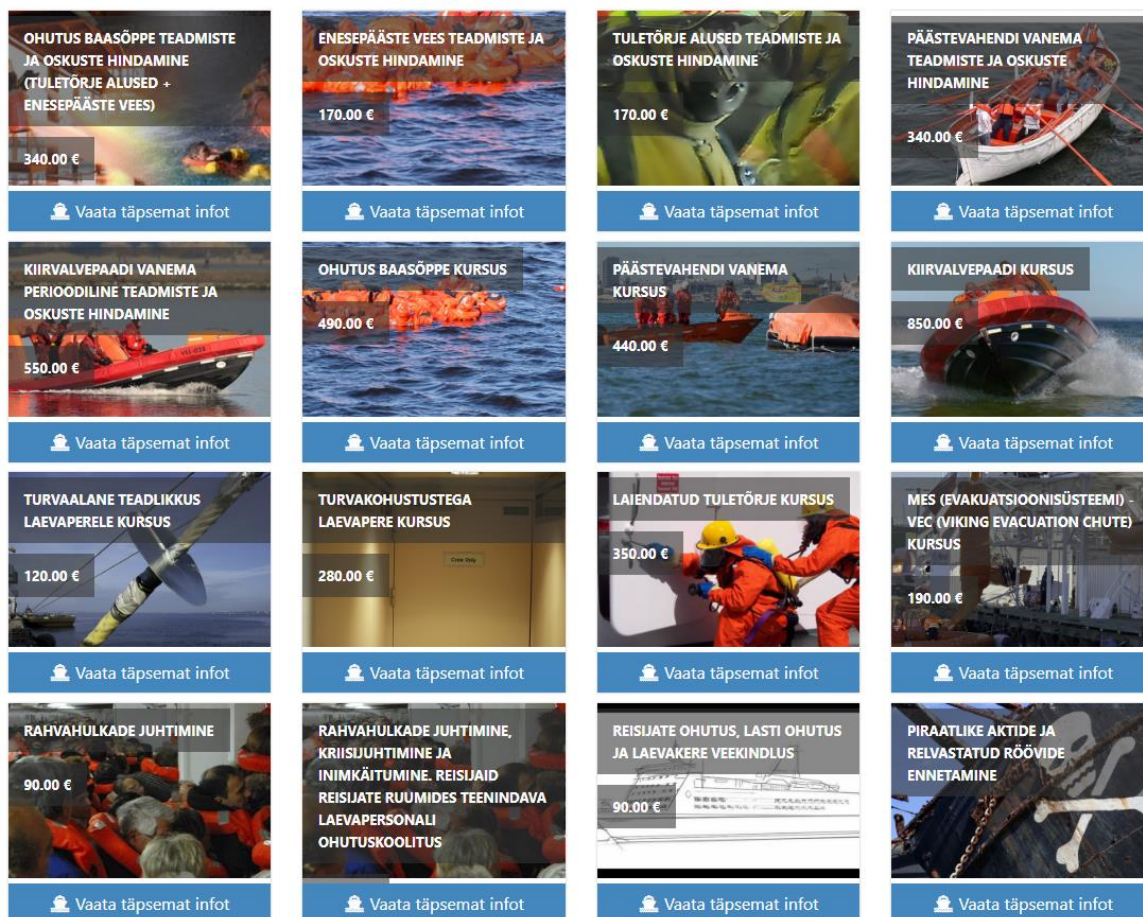 OHUTUS BAASÕPPE TEADMISTE
JA OSKUSTE HINDAMINE
(TULETÕRJE ALUSED +
ENESEPÄÄSTE VEES)
340.00 €
Vaata täpsemat infot
ENESEPÄÄSTE VEES TEADMISTE JA
OSKUSTE HINDAMINE
170.00 €
Vaata täpsemat infot
TULETÕRJE ALUSED TEADMISTE JA
OSKUSTE HINDAMINE
170.00 €
Vaata täpsemat infot
PÄÄSTEVAHENDI VANEMA
TEADMISTE JA OSKUSTE
HINDAMINE
340.00 €
Vaata täpsemat infot
KIIRVALVEPAADI VANEMA
PERIOODILINE TEADMISTE JA
OSKUSTE HINDAMINE
550.00 €
Vaata täpsemat infot
OHUTUS BAASÕPPE KURSUS
490.00 €
Vaata täpsemat infot
PÄÄSTEVAHENDI VANEMA
KURSUS
440.00 €
Vaata täpsemat infot
KIIRVALVEPAADI KURSUS
850.00 €
Vaata täpsemat infot
TURVAALANE TEADLIKKUS
LAEVAPERELE KURSUS
120.00 €
Vaata täpsemat infot
TURVAKOHUSTUSTEGA
LAEVAPERE KURSUS
Crew Only
280.00 €
Vaata täpsemat infot
LAIENDATUD TULETÕRJE KURSUS
350.00 €
Vaata täpsemat infot
MES (EVAKUATSIOONISÜSTEEMI) -
VEC (VIKING EVACUATION CHUTE)
KURSUS
190.00 €
Vaata täpsemat infot
RAHVAHULKADE JUHTIMINE
90.00 €
Vaata täpsemat infot
RAHVAHULKADE JUHTIMINE,
KRIISIJUHTIMINE JA
INIMKÄITUMINE. REISIJAID
REISIJATE RUUMIDES TEENINDAVA
LAEVAPERSONALI
OHUTUSKOOLITUS
Vaata täpsemat infot
REISIJATE OHUTUS, LASTI OHUTUS
JA LAEVAKERE VEEKINDLUS
90.00 €
Vaata täpsemat infot
PIRAATLIKE AKTIDE JA
RELVASTATUD RÖÖVIDE
ENNETAMINE
Vaata täpsemat infot